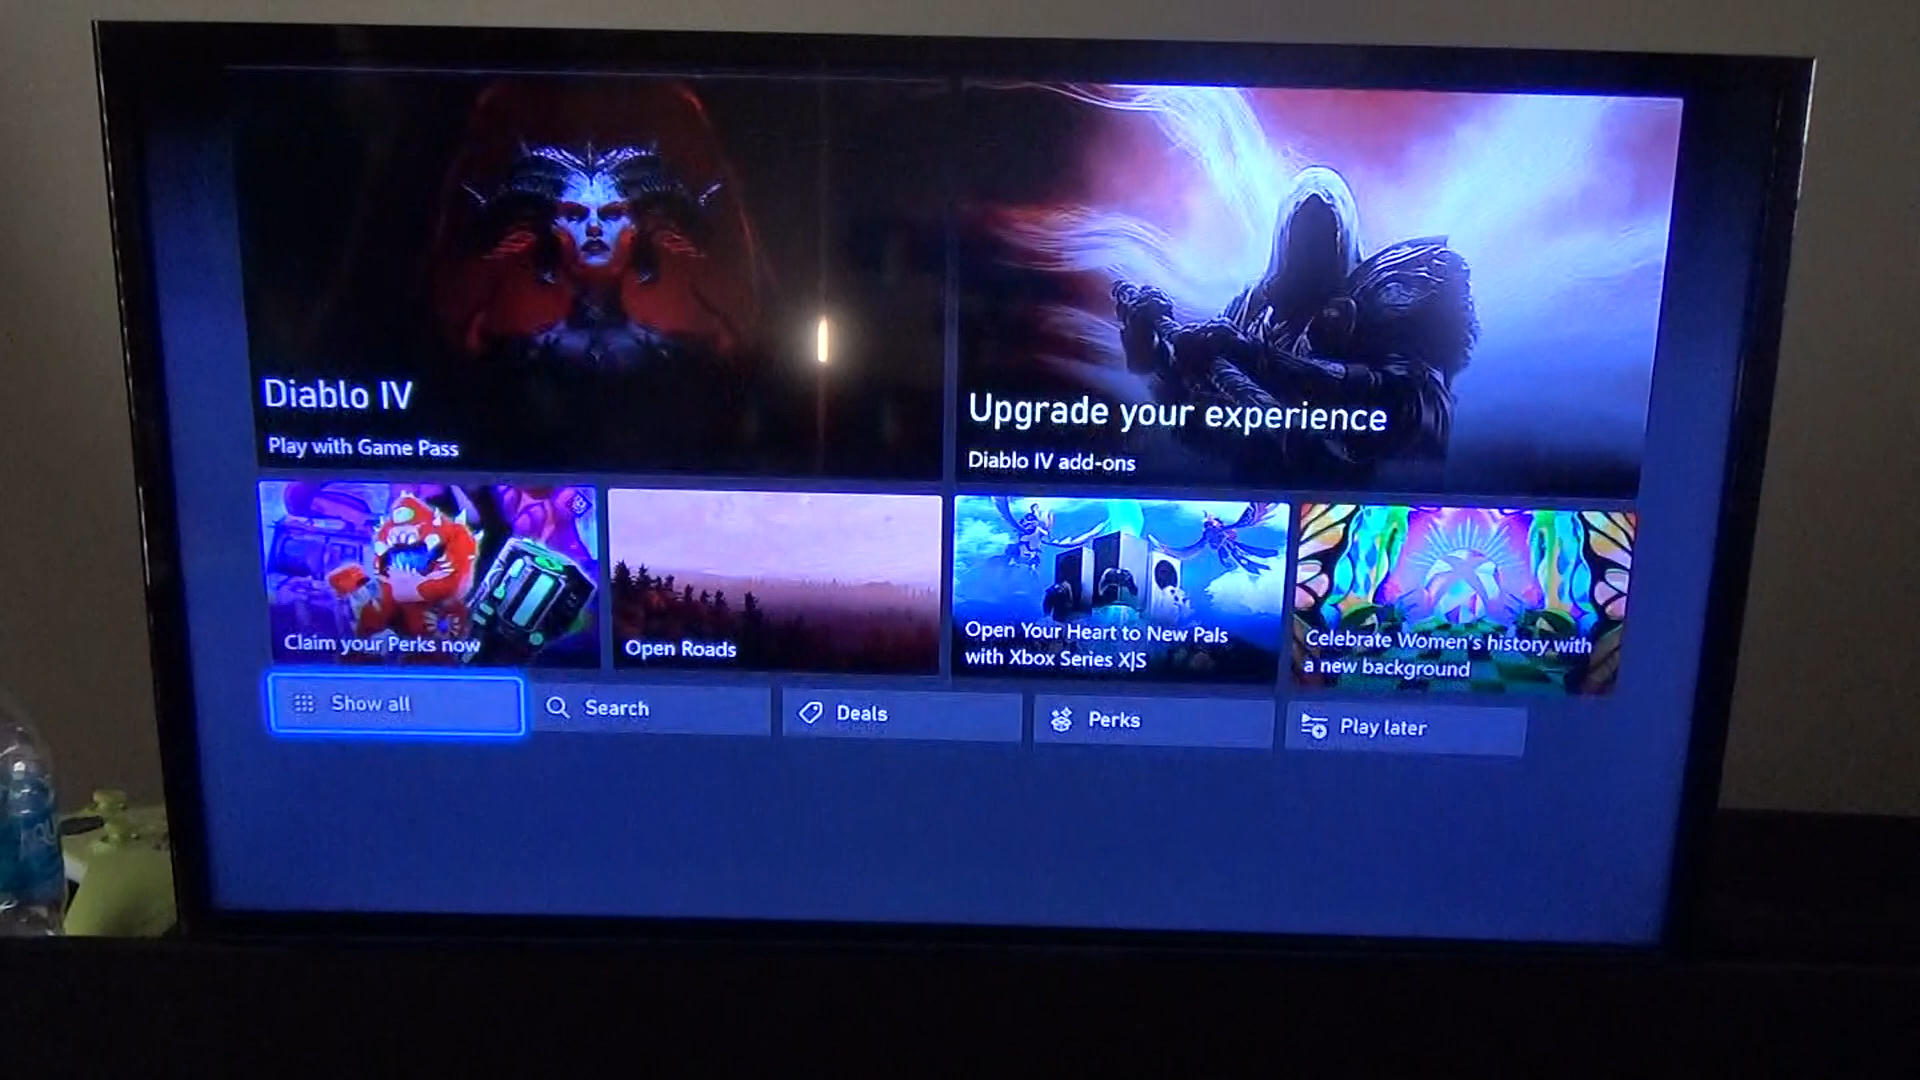 Diablo IV
Play with Game Pass
Upgrade your experience
Diablo IV add-ons
Claim your Perks now
Open Roads
Open Your Heart to New Pals
with Xbox Series X|S
Celebrate Women's history with
a new background
Show all
Search
Deals
Perks
Play later